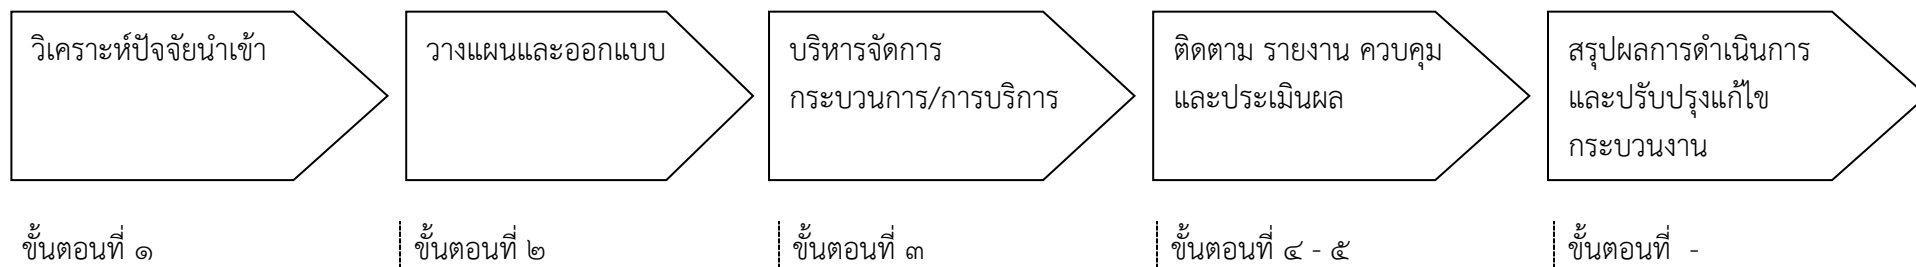 วิเคราะห์ปัจจัยนำเข้า
วางแผนและออกแบบ
บริหารจัดการ
กระบวนการ/การบริการ
ติดตาม รายงาน ควบคุม
และประเมินผล
สรุปผลการดำเนินการ
และปรับปรุงแก้ไข
กระบวนงาน
ขั้นตอนที่ ๑
ขั้นตอนที่ ๒
ขั้นตอนที่ ๓
ขั้นตอนที่ ๔ - ๕
ขั้นตอนที่ -